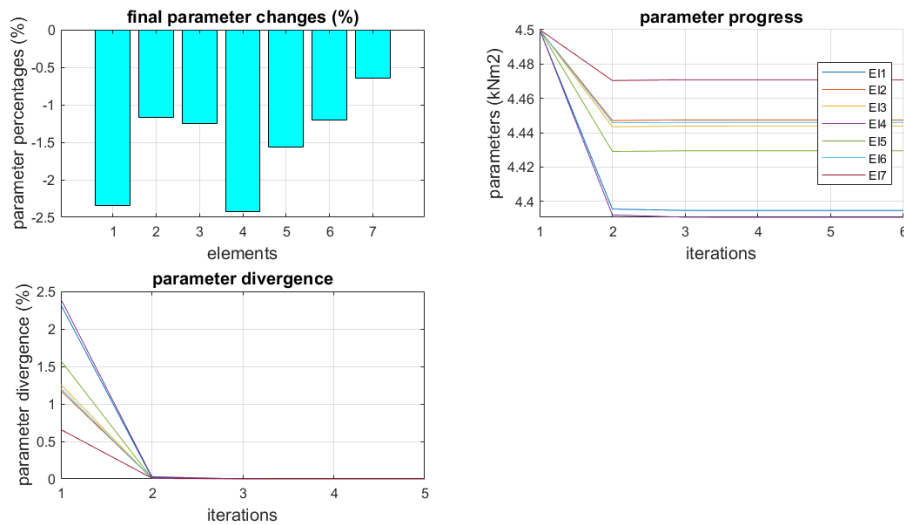 final parameter changes (%)
parameter percentages (%)
0
-0.5
-1
-1.5
-2
-2.5
1 2 3 4 5 6 7
elements
parameter progress
parameters (kNm2)
4.5
4.48
4.46
4.44
4.42
4.4
EI1
EI2
EI3
EI4
EI5
EI6
EI7
1 2 3 4 5 6
iterations
parameter divergence
parameter divergence (%)
2.5
2
1.5
1
0.5
0
1 2 3 4 5
iterations